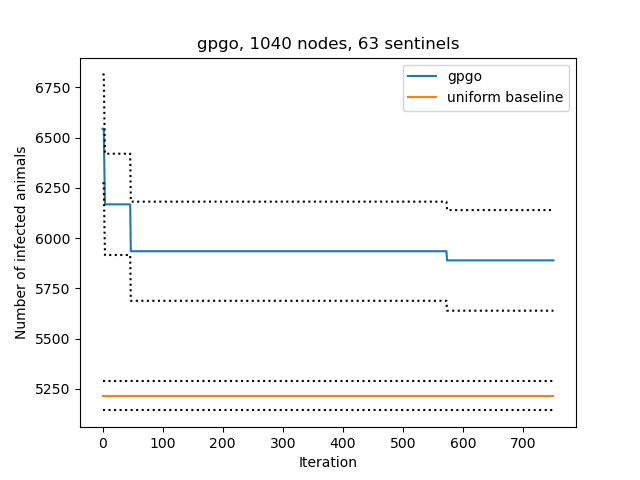 gpgo, 1040 nodes, 63 sentinels
gpgo
uniform baseline
Number of infected animals
6750
6500
6250
6000
5750
5500
5250
0 100 200 300 400 500 600 700
Iteration